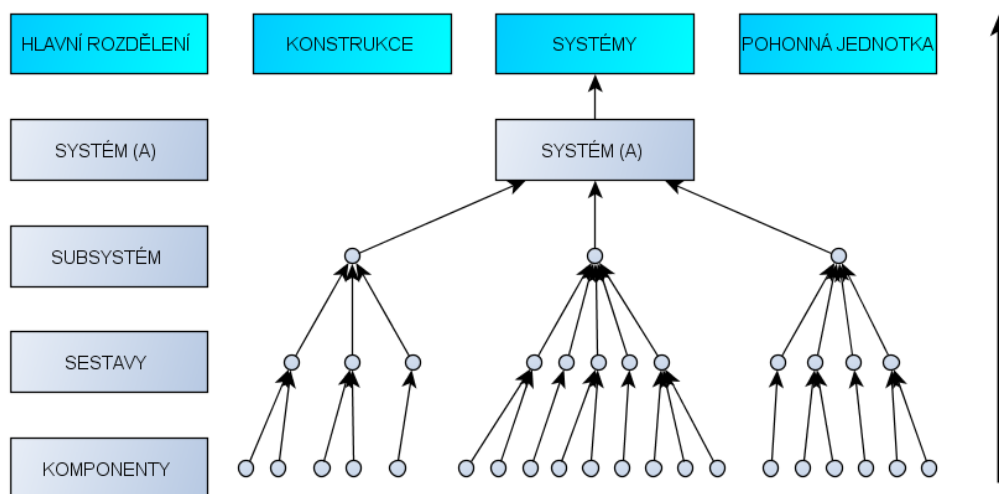 HLAVNÍ ROZDĚLENÍ
KONSTRUKCE
SYSTÉMY
POHONNÁ JEDNOTKA
SYSTÉM (A)
SYSTÉM (A)
SUBSYSTÉM
SESTAVY
KOMPONENTY